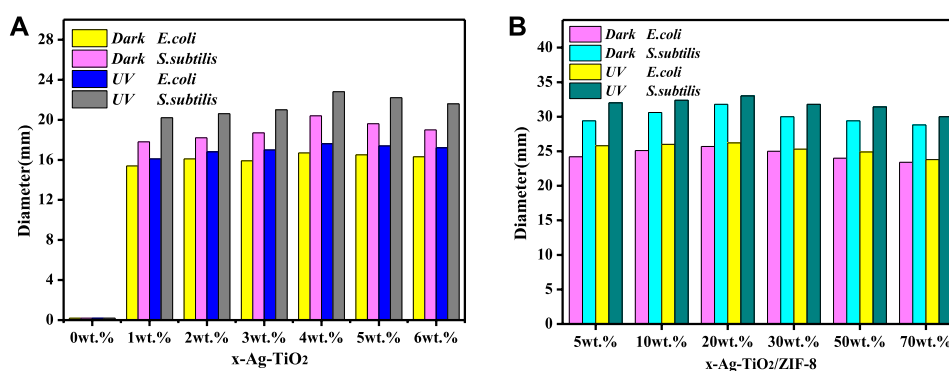 A
28
24
20
16
12
8
4
0
Diameter(mm)
Dark E.coli
Dark S.subtilis
UV E.coli
UV S.subtilis
0wt.% 1wt.% 2wt.% 3wt.% 4wt.% 5wt.% 6wt.%
x-Ag-TiO₂
B
40
35
30
25
20
15
10
5
0
Diameter(mm)
Dark E.coli
Dark S.subtilis
UV E.coli
UV S.subtilis
5wt.% 10wt.% 20wt.% 30wt.% 50wt.% 70wt.%
x-Ag-TiO₂/ZIF-8